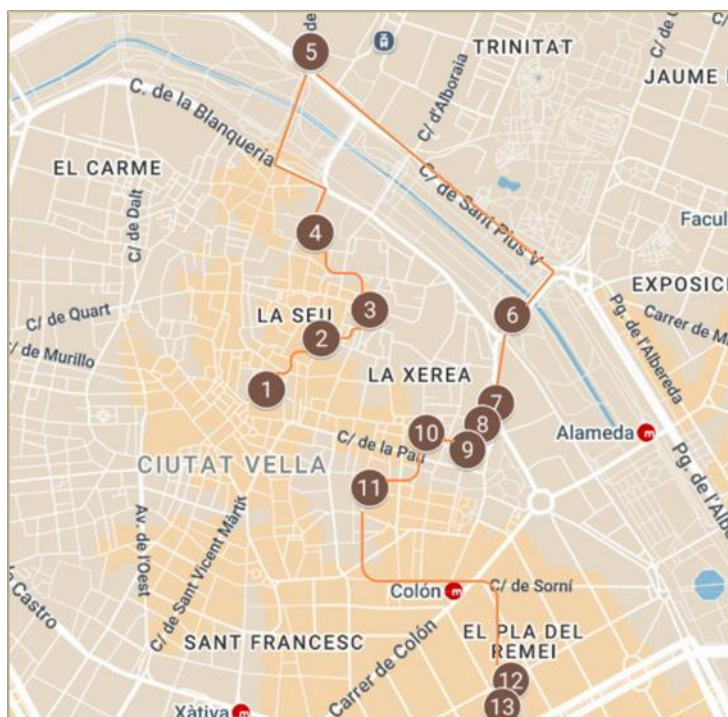 5
TRINITAT
C/ d'Alboraia
JAUME
C. de la Blanqueria
EL CARME
C/ de Dalt
C/ de Sant Pius V
Facul
4
EXPOSIC
3
6
C/ de Quart
LA SEU
2
Pg. de l'Albereda
Carrer de Mi
C/ de Murillo
1
LA XEREA
7
8
10
Alameda
m
C/ de la Pau
9
CIUTAT VELLA
11
Av. de l'Oest
C/ de Sant Vicent Màrtir
Pg. de l'Alb
Castro
Colón
m
C/ de Sorní
SANT FRANCESC
Carrer de Colón
EL PLA DEL
REMEI
12
13
Xàtiva
m